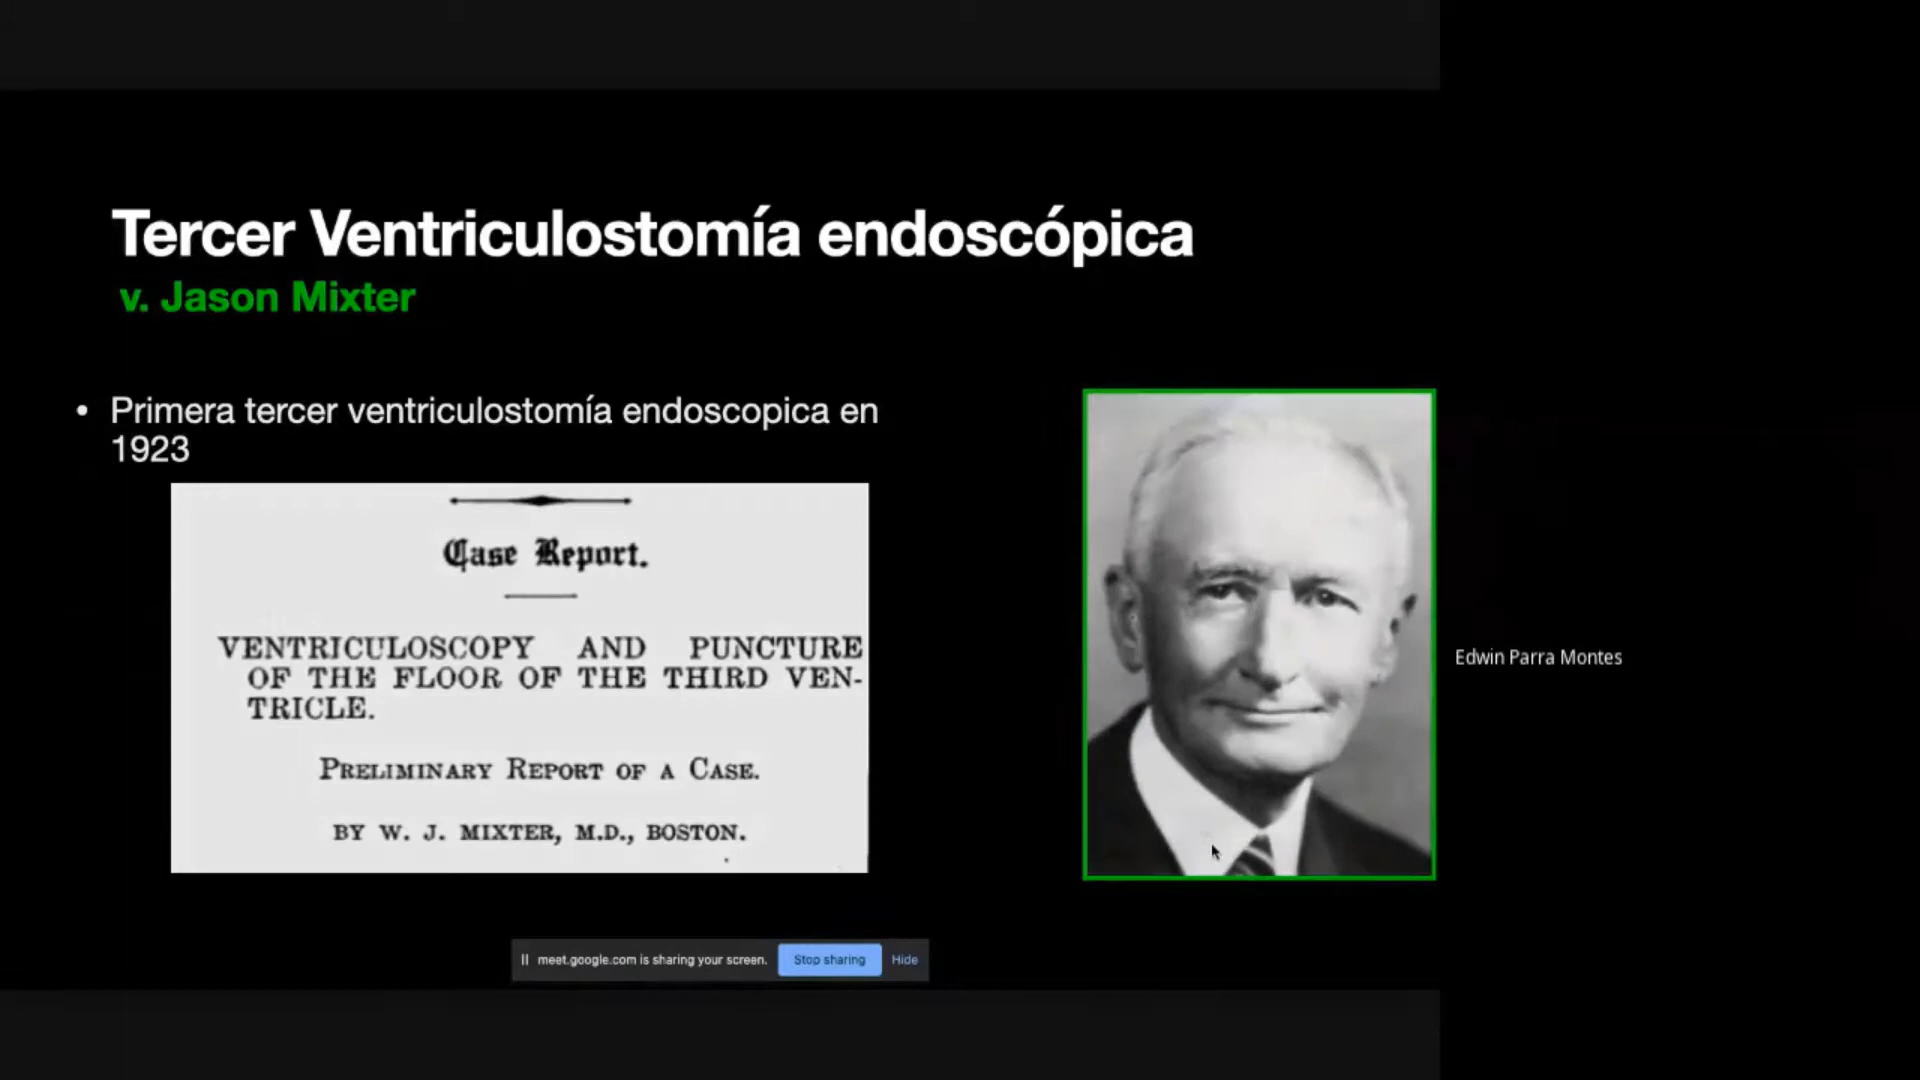 Tercer Ventriculostomía endoscópica
v. Jason Mixter
• Primera tercer ventriculostomía endoscopica en
1923
Case Report.
VENTRICULOSCOPY AND PUNCTURE
OF THE FLOOR OF THE THIRD VEN-
TRICLE.
PRELIMINARY REPORT OF A CASE.
BY W. J. MIXTER, M.D., BOSTON.
Edwin Parra Montes
meet.google.com is sharing your screen. Stop sharing Hide